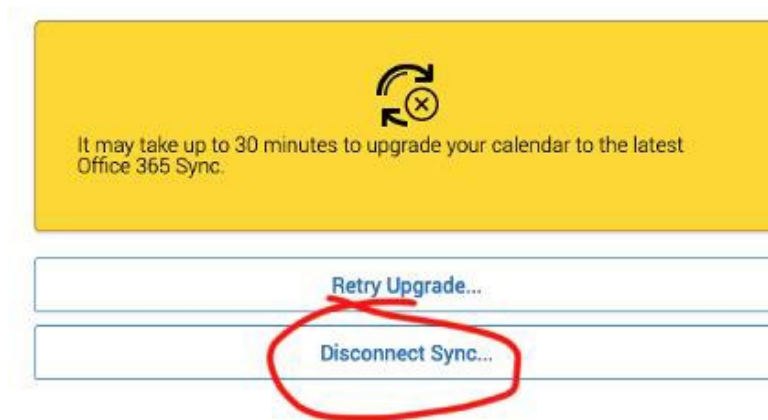 It may take up to 30 minutes to upgrade your calendar to the latest
Office 365 Sync.
Retry Upgrade...
Disconnect Sync...